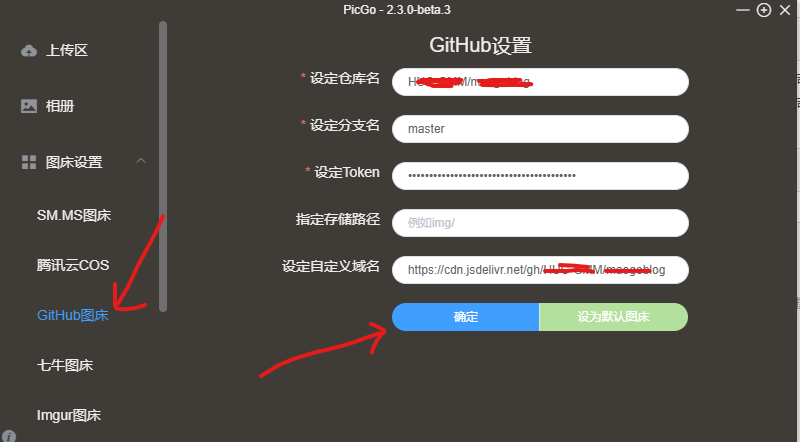 PicGo - 2.3.0-beta.3
上传区
相册
图床设置
SM.MS图床
腾讯云COS
GitHub图床
七牛图床
Imgur图床
GitHub设置
* 设定仓库名
* 设定分支名
master
* 设定Token
••••••••••••••••••••••••••••••••••••••••
指定存储路径
例如img/
设定自定义域名
https://cdn.jsdelivr.net/gh/
确定
设为默认图床